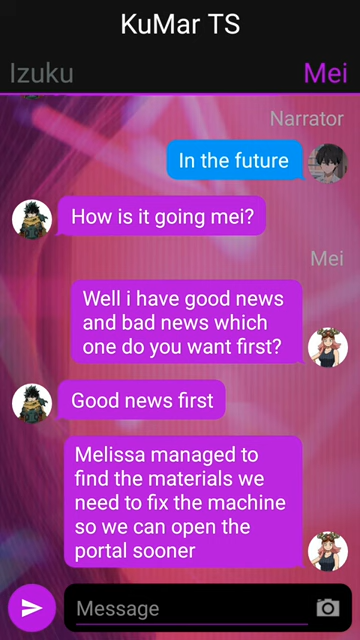 KuMar TS
Izuku
Mei
Narrator
In the future
How is it going mei?
Mei
Well i have good news
and bad news which
one do you want first?
Good news first
Melissa managed to
find the materials we
need to fix the machine
so we can open the
portal sooner
Message